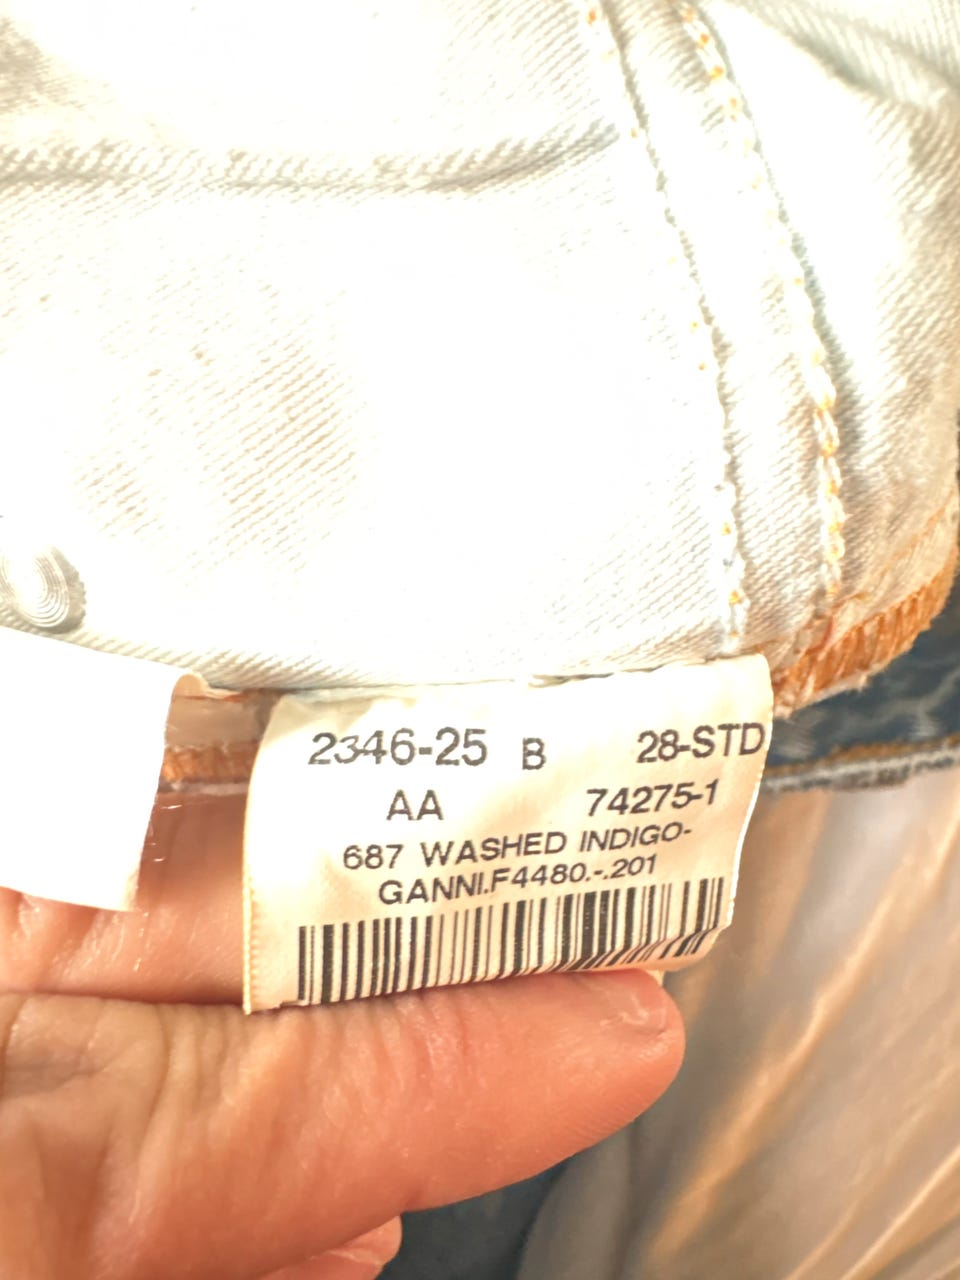 2346-25 B 28-STD
AA 74275-1
687 WASHED INDIGO-
GANNI.F4480.-.201